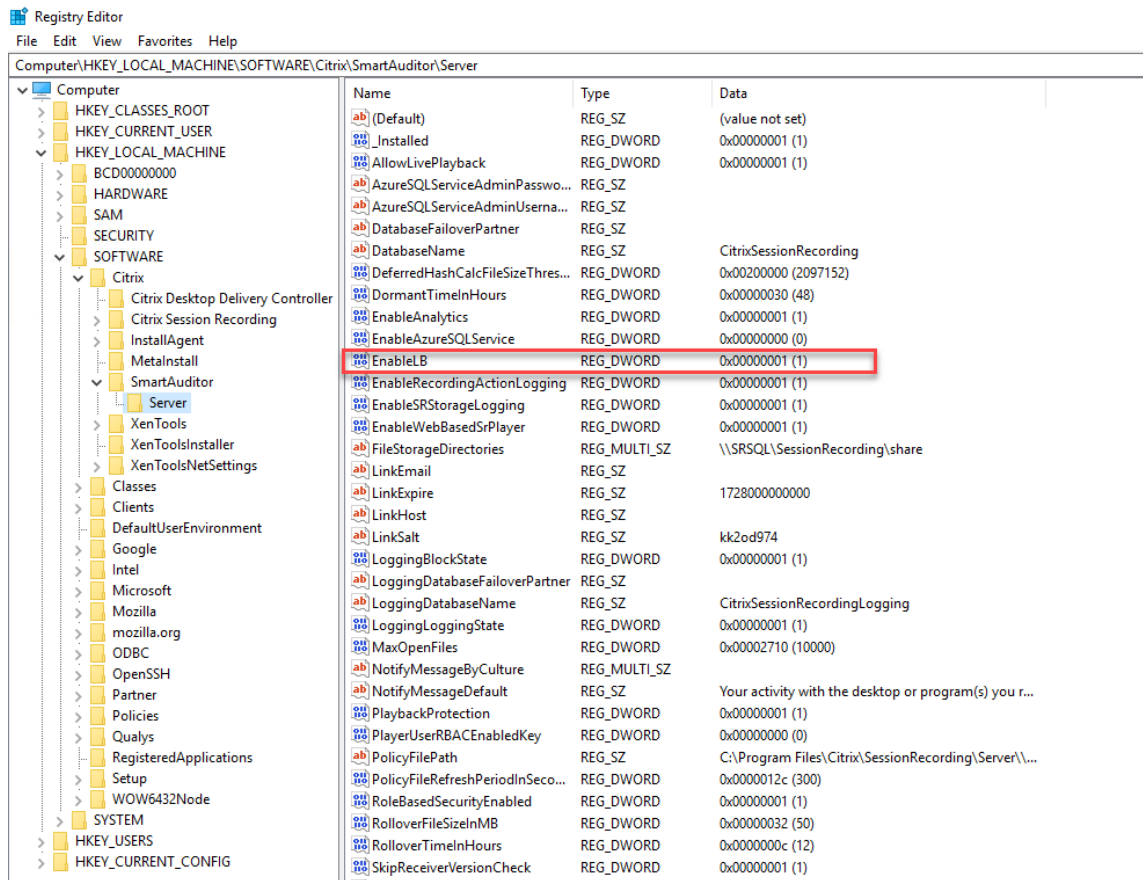 Registry Editor
File Edit View Favorites Help
Computer\HKEY_LOCAL_MACHINE\SOFTWARE\Citrix\SmartAuditor\Server
Computer
HKEY_CLASSES_ROOT
HKEY_CURRENT_USER
HKEY_LOCAL_MACHINE
BCD00000000
HARDWARE
SAM
SECURITY
SOFTWARE
Citrix
Citrix Desktop Delivery Controller
Citrix Session Recording
InstallAgent
MetaInstall
SmartAuditor
Server
XenTools
XenToolsInstaller
XenToolsNetSettings
Classes
Clients
DefaultUserEnvironment
Google
Intel
Microsoft
Mozilla
mozilla.org
ODBC
OpenSSH
Partner
Policies
Qualys
RegisteredApplications
Setup
WOW6432Node
SYSTEM
HKEY_USERS
HKEY_CURRENT_CONFIG
Name Type Data
(Default) REG_SZ (value not set)
_Installed REG_DWORD 0x00000001 (1)
AllowLivePlayback REG_DWORD 0x00000001 (1)
AzureSQLServiceAdminPasswo... REG_SZ
AzureSQLServiceAdminUserna... REG_SZ
DatabaseFailoverPartner REG_SZ
DatabaseName REG_SZ CitrixSessionRecording
DeferredHashCalcFileSizeThres... REG_DWORD 0x00200000 (2097152)
DormantTimeInHours REG_DWORD 0x00000030 (48)
EnableAnalytics REG_DWORD 0x00000001 (1)
EnableAzureSQLService REG_DWORD 0x00000000 (0)
EnableLB REG_DWORD 0x00000001 (1)
EnableRecordingActionLogging REG_DWORD 0x00000001 (1)
EnableSRStorageLogging REG_DWORD 0x00000001 (1)
EnableWebBasedSrPlayer REG_DWORD 0x00000001 (1)
FileStorageDirectories REG_MULTI_SZ \\SRSQL\SessionRecording\share
LinkEmail REG_SZ
LinkExpire REG_SZ 1728000000000
LinkHost REG_SZ
LinkSalt REG_SZ kk2od974
LoggingBlockState REG_DWORD 0x00000001 (1)
LoggingDatabaseFailoverPartner REG_SZ
LoggingDatabaseName REG_SZ CitrixSessionRecordingLogging
LoggingLoggingState REG_DWORD 0x00000001 (1)
MaxOpenFiles REG_DWORD 0x00002710 (10000)
NotifyMessageByCulture REG_MULTI_SZ
NotifyMessageDefault REG_SZ Your activity with the desktop or program(s) you r...
PlaybackProtection REG_DWORD 0x00000001 (1)
PlayerUserRBACEnabledKey REG_DWORD 0x00000000 (0)
PolicyFilePath REG_SZ C:\Program Files\Citrix\SessionRecording\Server\\...
PolicyFileRefreshPeriodInSeco... REG_DWORD 0x0000012c (300)
RoleBasedSecurityEnabled REG_DWORD 0x00000001 (1)
RolloverFileSizeInMB REG_DWORD 0x00000032 (50)
RolloverTimeInHours REG_DWORD 0x0000000c (12)
SkipReceiverVersionCheck REG_DWORD 0x00000001 (1)